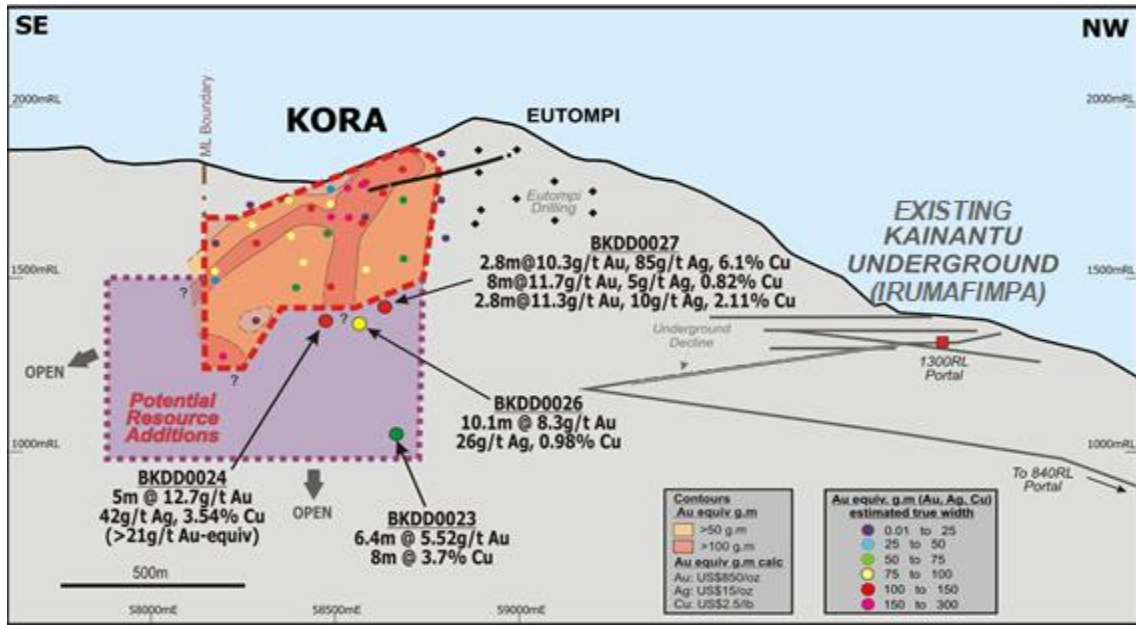 SE
NW
2000mRL
2000mRL
ML Boundary
KORA
EUTOMPI
Eutompi
Drilling
EXISTING
KAINANTU
UNDERGROUND
(IRUMAFIMPA)
1500mRL
1500mRL
BKDD0027
2.8m@10.3g/t Au, 85g/t Ag, 6.1% Cu
8m@11.7g/t Au, 5g/t Ag, 0.82% Cu
2.8m@11.3g/t Au, 10g/t Ag, 2.11% Cu
?
?
?
?
Underground
Decline
1300RL
Portal
OPEN
Potential
Resource
Additions
BKDD0026
10.1m @ 8.3g/t Au
26g/t Ag, 0.98% Cu
1000mRL
1000mRL
To 840RL
Portal
BKDD0024
5m @ 12.7g/t Au
42g/t Ag, 3.54% Cu
(>21g/t Au-equiv)
OPEN
BKDD0023
6.4m @ 5.52g/t Au
8m @ 3.7% Cu
500m
58000mE
58500mE
59000mE
Contours
Au equiv g.m
>50 g.m
>100 g.m
Au equiv g.m calc
Au: US$850/oz
Ag: US$15/oz
Cu: US$2.5/lb
Au equiv. g.m (Au, Ag, Cu)
estimated true width
0.01 to 25
25 to 50
50 to 75
75 to 100
100 to 150
150 to 300